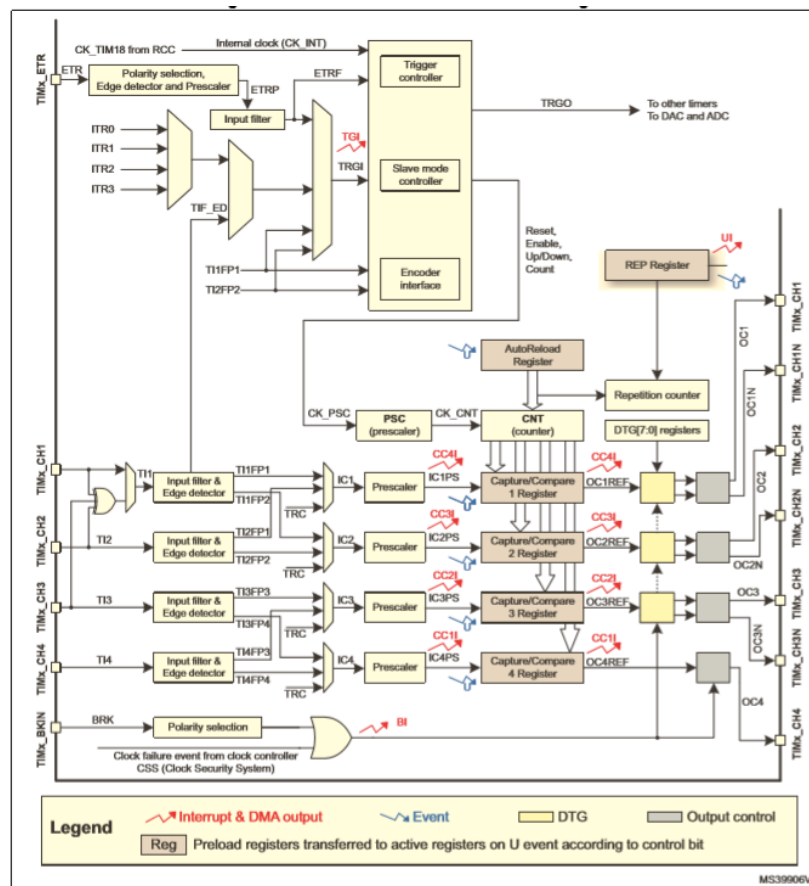 CK_TIM18 from RCC
Internal clock (CK_INT)
TIMx_ETR
ETR
Polarity selection,
Edge detector and Prescaler
ETRP
ETRF
Input filter
Trigger
controller
TRGO
To other timers
To DAC and ADC
ITR0
ITR1
ITR2
ITR3
TGI
TRGI
Slave mode
controller
TIF_ED
Reset,
Enable,
Up/Down,
Count
UI
REP Register
TI1FP1
TI2FP2
Encoder
interface
TIMx_CH1
OC1
AutoReload
Register
Repetition counter
TIMx_CH1N
OC1N
CK_PSC
PSC
(prescaler)
CK_CNT
CNT
(counter)
DTG[7:0] registers
TIMx_CH1
TI1
Input filter &
Edge detector
TI1FP1
TI1FP2
TRC
IC1
Prescaler
CC4I
IC1PS
Capture/Compare
1 Register
CC4I
OC1REF
TIMx_CH2
OC2
TIMx_CH2
TI2
Input filter &
Edge detector
TI2FP1
TI2FP2
TRC
IC2
Prescaler
CC3I
IC2PS
Capture/Compare
2 Register
CC3I
OC2REF
TIMx_CH2N
OC2N
TIMx_CH3
TI3
Input filter &
Edge detector
TI3FP3
TI3FP4
TRC
IC3
Prescaler
CC2I
IC3PS
Capture/Compare
3 Register
CC2I
OC3REF
OC3
TIMx_CH3
OC3N
TIMx_CH3N
TIMx_CH4
TI4
Input filter &
Edge detector
TI4FP3
TI4FP4
TRC
IC4
Prescaler
CC1I
IC4PS
Capture/Compare
4 Register
CC1I
OC4REF
OC4
TIMx_CH4
TIMx_BKIN
BRK
Polarity selection
BI
Clock failure event from clock controller
CSS (Clock Security System)
Legend
Interrupt & DMA output
Event
DTG
Output control
Reg
Preload registers transferred to active registers on U event according to control bit